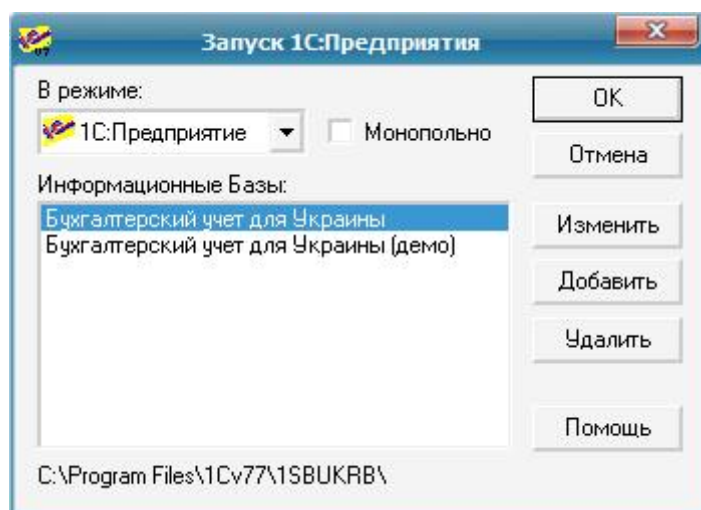 Запуск 1С:Предприятия
В режиме:
1С:Предприятие
Монопольно
Информационные Базы:
Бухгалтерский учет для Украины
Бухгалтерский учет для Украины (демо)
OK
Отмена
Изменить
Добавить
Удалить
Помощь
C:\Program Files\1Cv77\1SBUKRB\